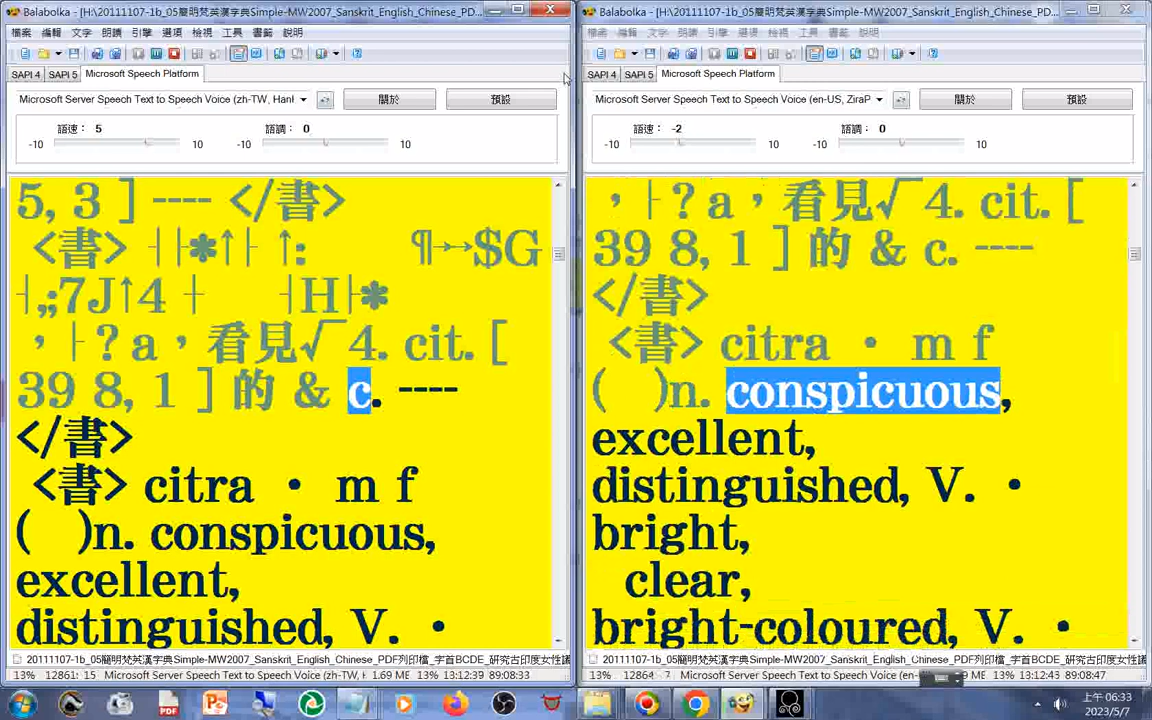 Balabolka - [H:\20111107-1b_05簡明梵英漢字典Simple-MW2007_Sanskrit_English_Chinese_PD...
檔案 編輯 文字 朗讀 引擎 選項 檢視 工具 書籤 說明
SAPI 4 SAPI 5 Microsoft Speech Platform
Microsoft Server Speech Text to Speech Voice (zh-TW, Hanl
關於 預設
語速： 5 語調： 0
-10 10 -10 10
5, 3 ] ---- </書>
<書> ┤├*↑├ ↑: ¶→→$G
┤,;7J↑4 ┼ ┤H├*
，├？a，看見√4. cit. [
39 8, 1 ] 的 & c. ----
</書>
<書> citra • m f
( )n. conspicuous,
excellent,
distinguished, V. •
20111107-1b_05簡明梵英漢字典Simple-MW2007_Sanskrit_English_Chinese_PDF列印檔_字首BCDE_研究古印度女性議
13% 12861: 15 Microsoft Server Speech Text to Speech Voice (zh-TW, H 1.69 ME 13:12:39 89:08:33
Balabolka - [H:\20111107-1b_05簡明梵英漢字典Simple-MW2007_Sanskrit_English_Chinese_PD...
檔案 編輯 文字 朗讀 引擎 選項 檢視 工具 書籤 說明
SAPI 4 SAPI 5 Microsoft Speech Platform
Microsoft Server Speech Text to Speech Voice (en-US, ZiraP
關於 預設
語速： -2 語調： 0
-10 10 -10 10
，├？a，看見√4. cit. [
39 8, 1 ] 的 & c. ----
</書>
<書> citra • m f
( )n. conspicuous,
excellent,
distinguished, V. •
bright,
clear,
bright-coloured, V. •
20111107-1b_05簡明梵英漢字典Simple-MW2007_Sanskrit_English_Chinese_PDF列印檔_字首BCDE_研究古印度女性議
13% 12864: Microsoft Server Speech Text to Speech Voice (en-U 13% ME 13:12:39 89:08:47
上午 06:33
2023/5/7